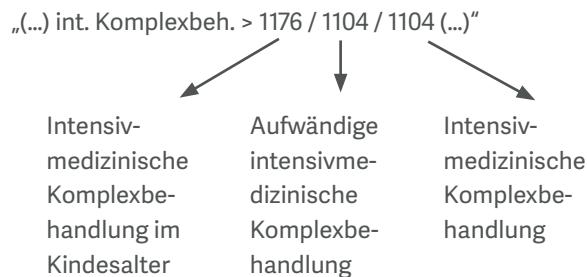 „(...) int. Komplexbeh. > 1176 / 1104 / 1104 (...)“
Intensiv-
medizinische
Komplexbe-
handlung im
Kindesalter
Aufwändige
intensivme-
dizinische
Komplexbe-
handlung
Intensiv-
medizinische
Komplexbe-
handlung